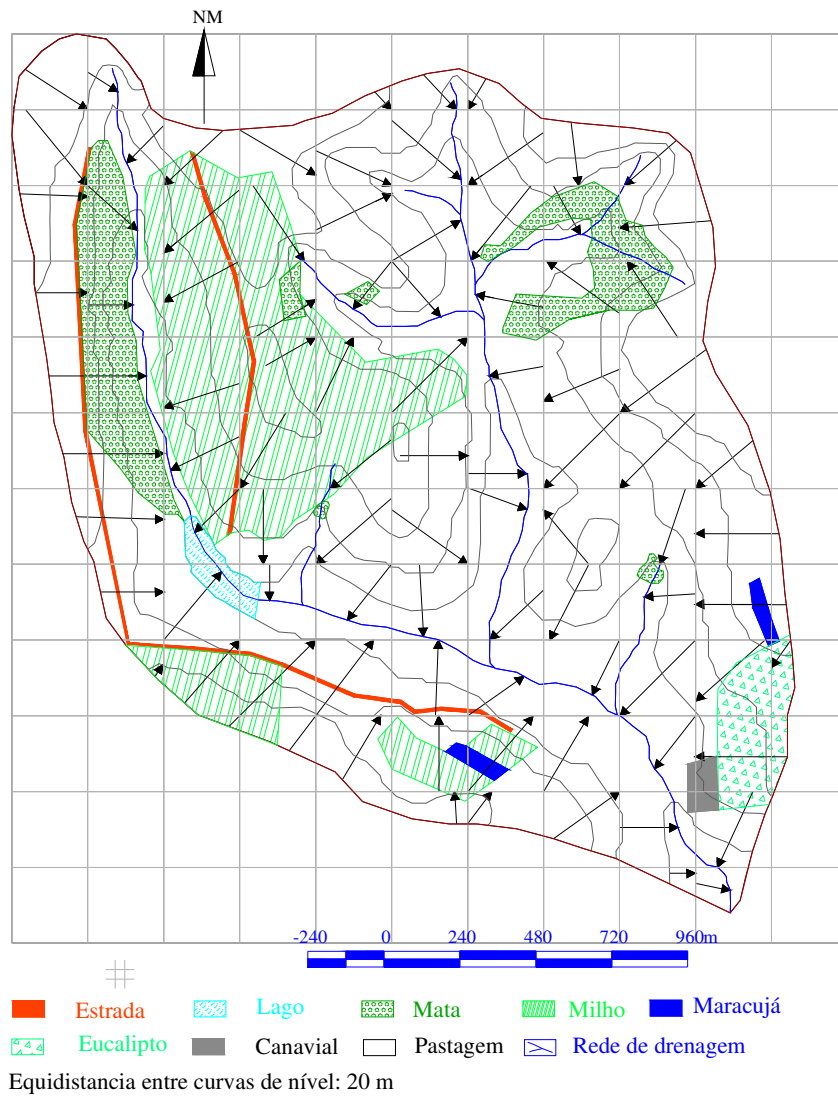 NM
-240 0 240 480 720 960m
Estrada Lago Mata Milho Maracujá
Eucalipto Canavial Pastagem Rede de drenagem
Equidistancia entre curvas de nível: 20 m